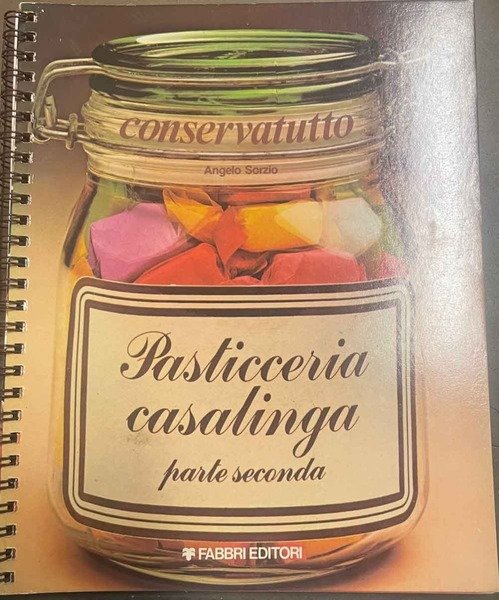 conservatutto
Angelo Sorzio
Pasticceria
casalinga
parte seconda
FABBRI EDITORI